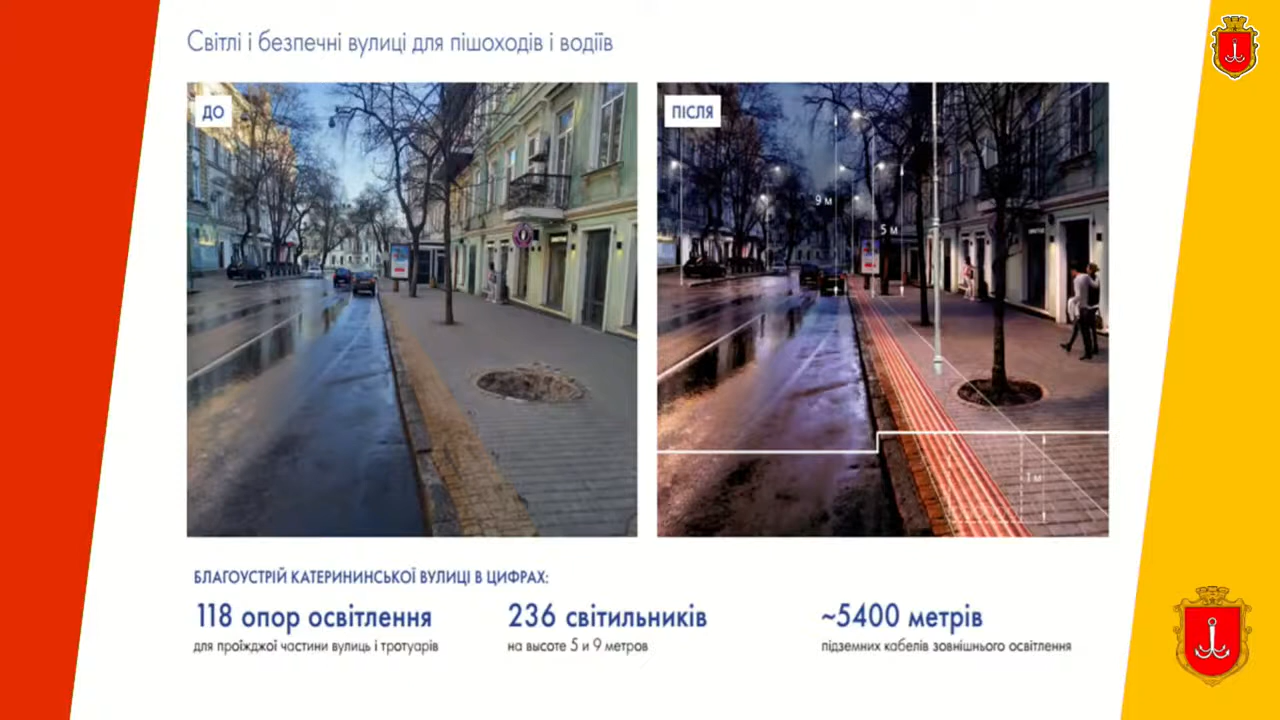 Світлі і безпечні вулиці для пішоходів і водіїв
ДО
ПІСЛЯ
9 м
5 м
1 м
БЛАГОУСТРІЙ КАТЕРИНИНСЬКОЇ ВУЛИЦІ В ЦИФРАХ:
118 опор освітлення
для проїжджої частини вулиць і тротуарів
236 світильників
на высоте 5 и 9 метров
~5400 метрів
підземних кабелів зовнішнього освітлення